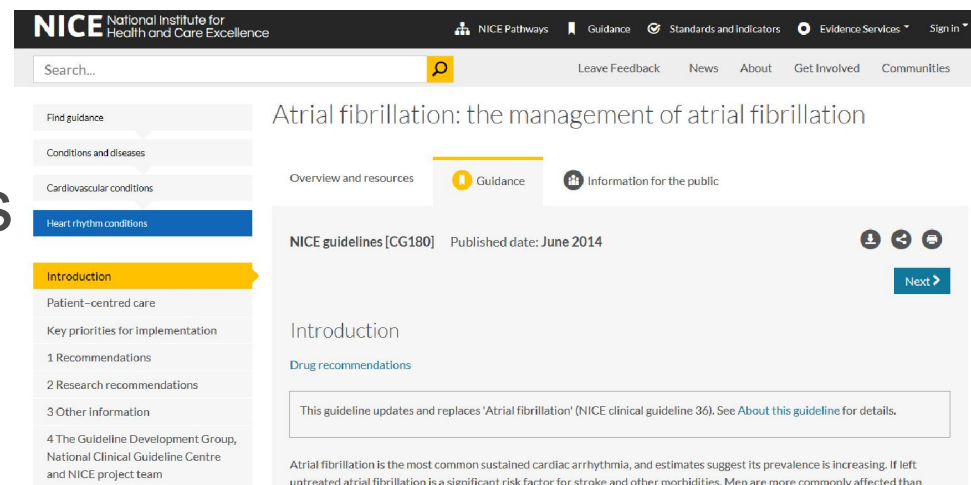 NICE National Institute for
Health and Care Excellence
NICE Pathways Guidance Standards and indicators Evidence Services Sign in
Search...
Leave Feedback News About Get Involved Communities
Find guidance
Conditions and diseases
Cardiovascular conditions
s
Heart rhythm conditions
Introduction
Patient–centred care
Key priorities for implementation
1 Recommendations
2 Research recommendations
3 Other information
4 The Guideline Development Group,
National Clinical Guideline Centre
and NICE project team
Atrial fibrillation: the management of atrial fibrillation
Overview and resources Guidance Information for the public
NICE guidelines [CG180] Published date: June 2014
Next
Introduction
Drug recommendations
This guideline updates and replaces 'Atrial fibrillation' (NICE clinical guideline 36). See About this guideline for details.
Atrial fibrillation is the most common sustained cardiac arrhythmia, and estimates suggest its prevalence is increasing. If left
untreated atrial fibrillation is a significant risk factor for stroke and other morbidities. Men are more commonly affected than